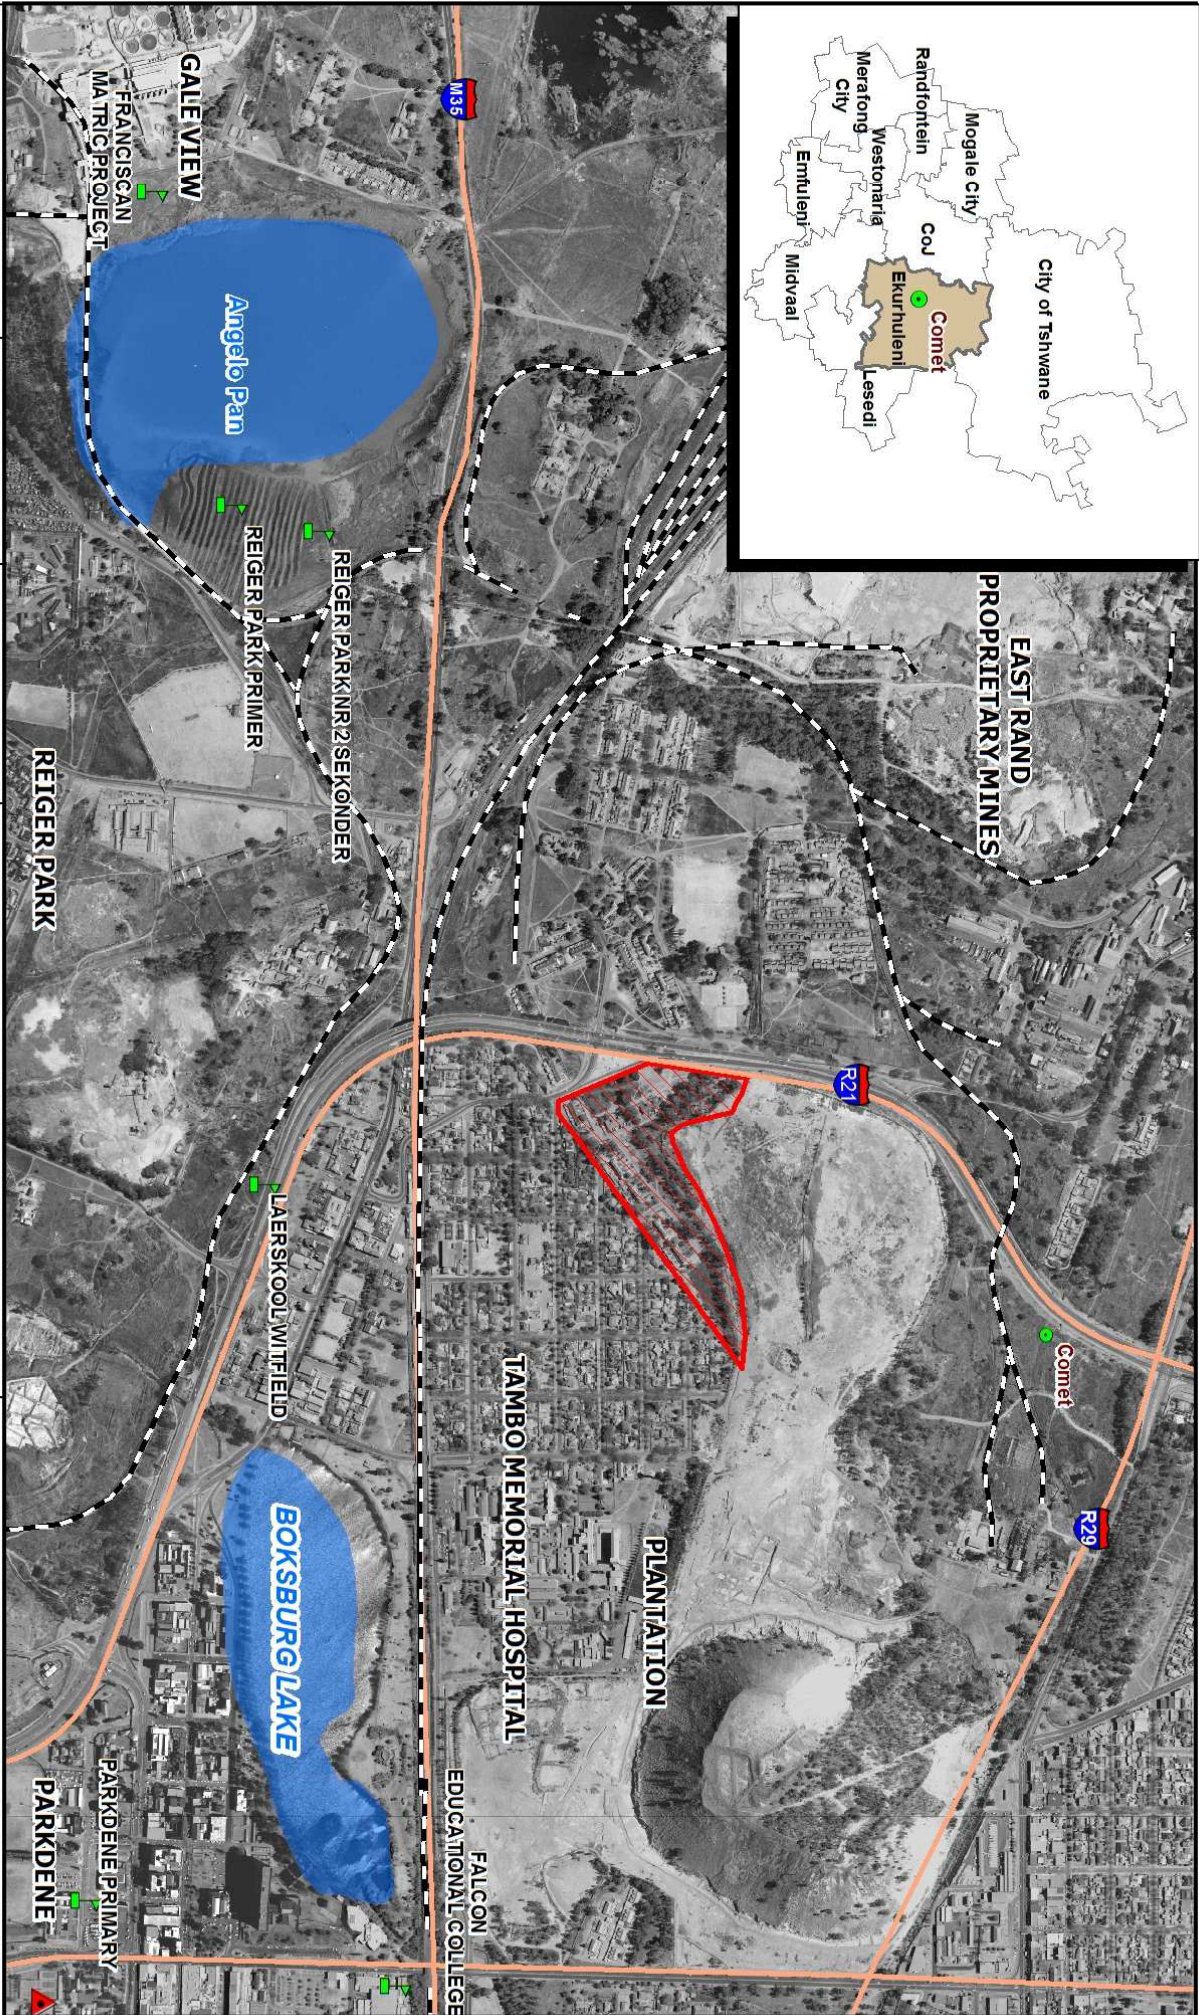 City of Tshwane
Mogale City
Randfontein
Merafong
City
Westonaria
Emfuleni
CoJ
Comet
Ekurhuleni
Midvaal
Lesedi
EAST RAND
PROPRIETARY MINES
R29
Comet
R21
M35
PLANTATION
TAMBO MEMORIAL HOSPITAL
FALCON
EDUCATIONAL COLLEGE
GALE VIEW
FRANCISCAN
MATRIC PROJECT
Angelo Pan
REIGER PARK NR2 SEKONDER
REIGER PARK PRIMER
REIGER PARK
LAERSKOOL WITFIELD
BOKSBURG LAKE
PARKDENE PRIMARY
PARKDENE